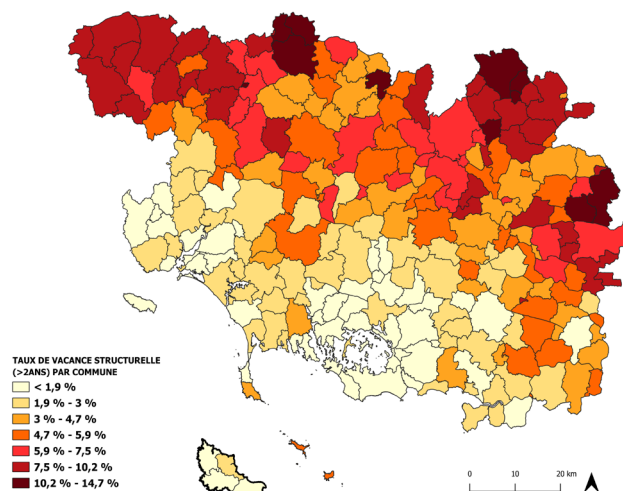 TAUX DE VACANCE STRUCTURELLE
(>2ANS) PAR COMMUNE
< 1,9 %
1,9 % - 3 %
3 % - 4,7 %
4,7 % - 5,9 %
5,9 % - 7,5 %
7,5 % - 10,2 %
10,2 % - 14,7 %
0 10 20 km